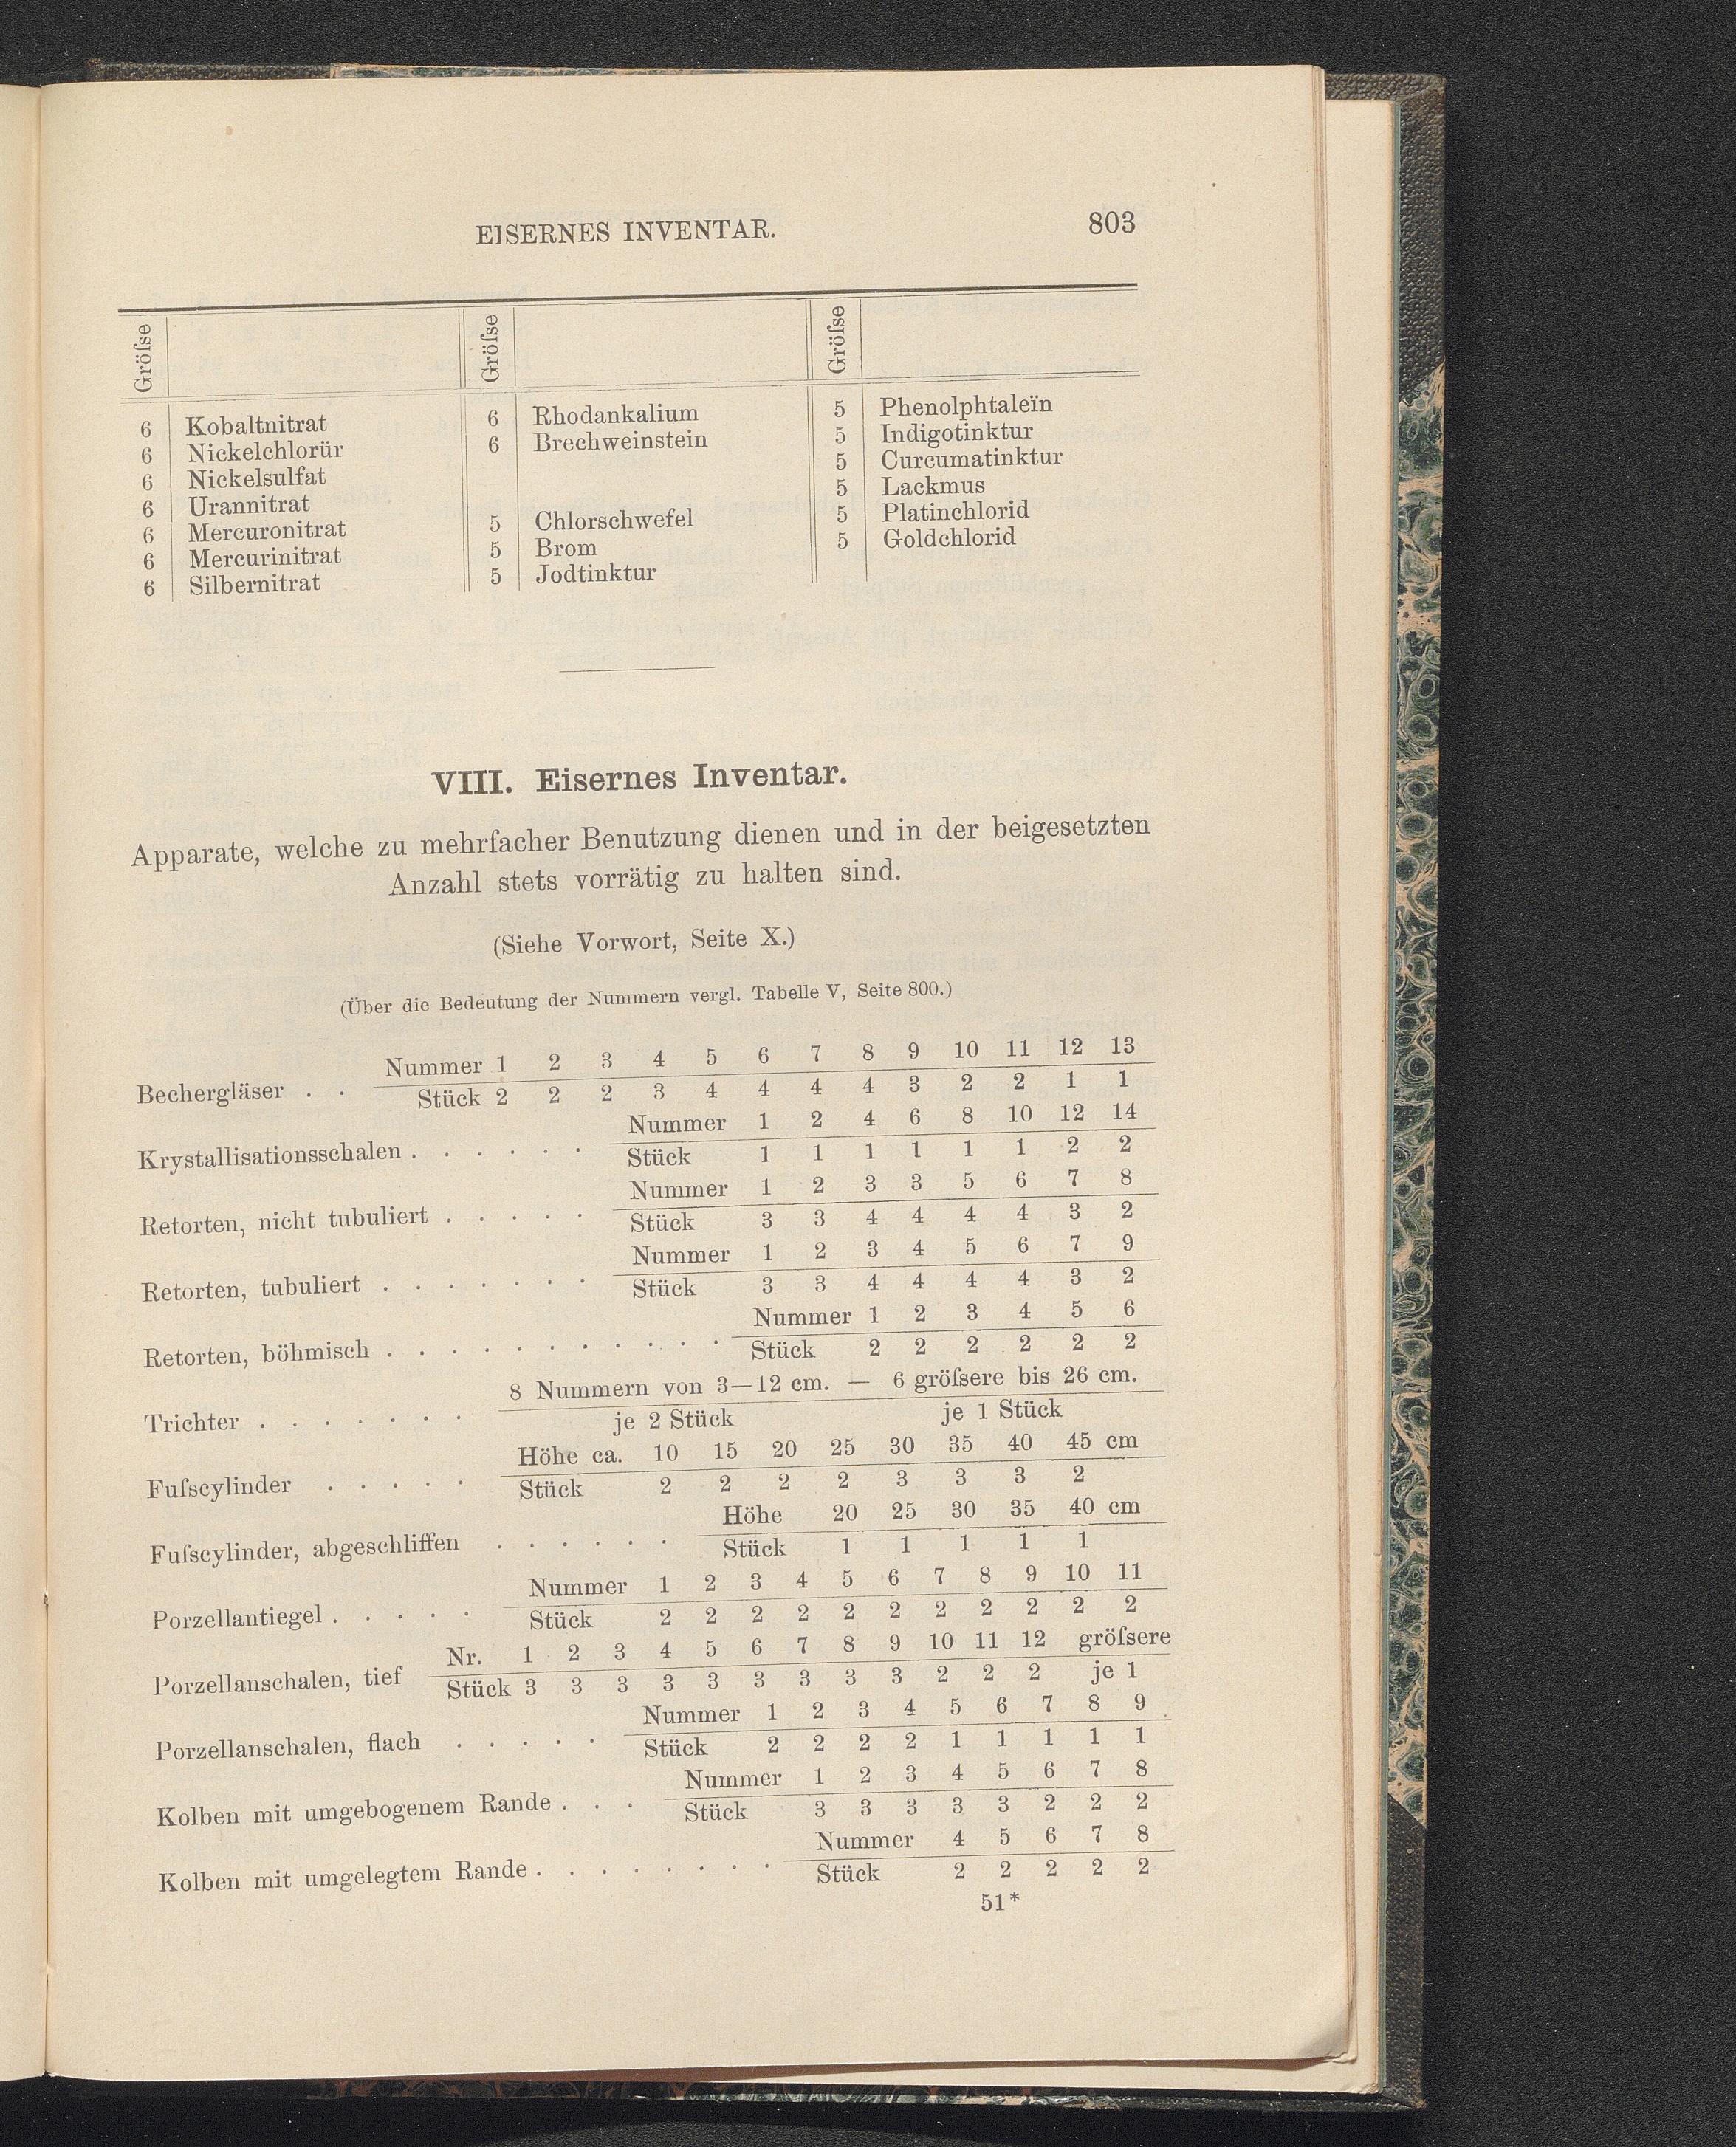 EISERNES INVENTAR. 803
Gröſse Gröſse Gröſse
6 Kobaltnitrat 6 Rhodankalium 5 Phenolphtaleïn
6 Nickelchlorür 6 Brechweinstein 5 Indigotinktur
6 Nickelsulfat 5 Curcumatinktur
6 Urannitrat 5 Lackmus
6 Mercuronitrat 5 Chlorschwefel 5 Platinchlorid
6 Mercurinitrat 5 Brom 5 Goldchlorid
6 Silbernitrat 5 Jodtinktur
VIII. Eisernes Inventar.
Apparate, welche zu mehrfacher Benutzung dienen und in der beigesetzten
Anzahl stets vorrätig zu halten sind.
(Siehe Vorwort, Seite X.)
(Über die Bedeutung der Nummern vergl. Tabelle V, Seite 800.)
Nummer 1 2 3 4 5 6 7 8 9 10 11 12 13
Bechergläser . . Stück 2 2 2 3 4 4 4 4 3 2 2 1 1
Nummer 1 2 4 6 8 10 12 14
Krystallisationsschalen . . . . . . Stück 1 1 1 1 1 1 2 2
Nummer 1 2 3 3 5 6 7 8
Retorten, nicht tubuliert . . . . . Stück 3 3 4 4 4 4 3 2
Nummer 1 2 3 4 5 6 7 9
Retorten, tubuliert . . . . . . . Stück 3 3 4 4 4 4 3 2
Nummer 1 2 3 4 5 6
Retorten, böhmisch . . . . . . . . . . . Stück 2 2 2 2 2 2
8 Nummern von 3—12 cm. — 6 gröſsere bis 26 cm.
Trichter . . . . . . . je 2 Stück je 1 Stück
Höhe ca. 10 15 20 25 30 35 40 45 cm
Fuſscylinder . . . . . Stück 2 2 2 2 3 3 3 2
Höhe 20 25 30 35 40 cm
Fuſscylinder, abgeschliffen . . . . . . Stück 1 1 1 1 1
Nummer 1 2 3 4 5 6 7 8 9 10 11
Porzellantiegel . . . . . Stück 2 2 2 2 2 2 2 2 2 2 2
Nr. 1 2 3 4 5 6 7 8 9 10 11 12 gröſsere
Porzellanschalen, tief Stück 3 3 3 3 3 3 3 3 3 2 2 2 je 1
Nummer 1 2 3 4 5 6 7 8 9
Porzellanschalen, flach . . . . . Stück 2 2 2 2 1 1 1 1 1
Nummer 1 2 3 4 5 6 7 8
Kolben mit umgebogenem Rande . . . Stück 3 3 3 3 3 2 2 2
Nummer 4 5 6 7 8
Kolben mit umgelegtem Rande . . . . . . . . Stück 2 2 2 2 2
51*